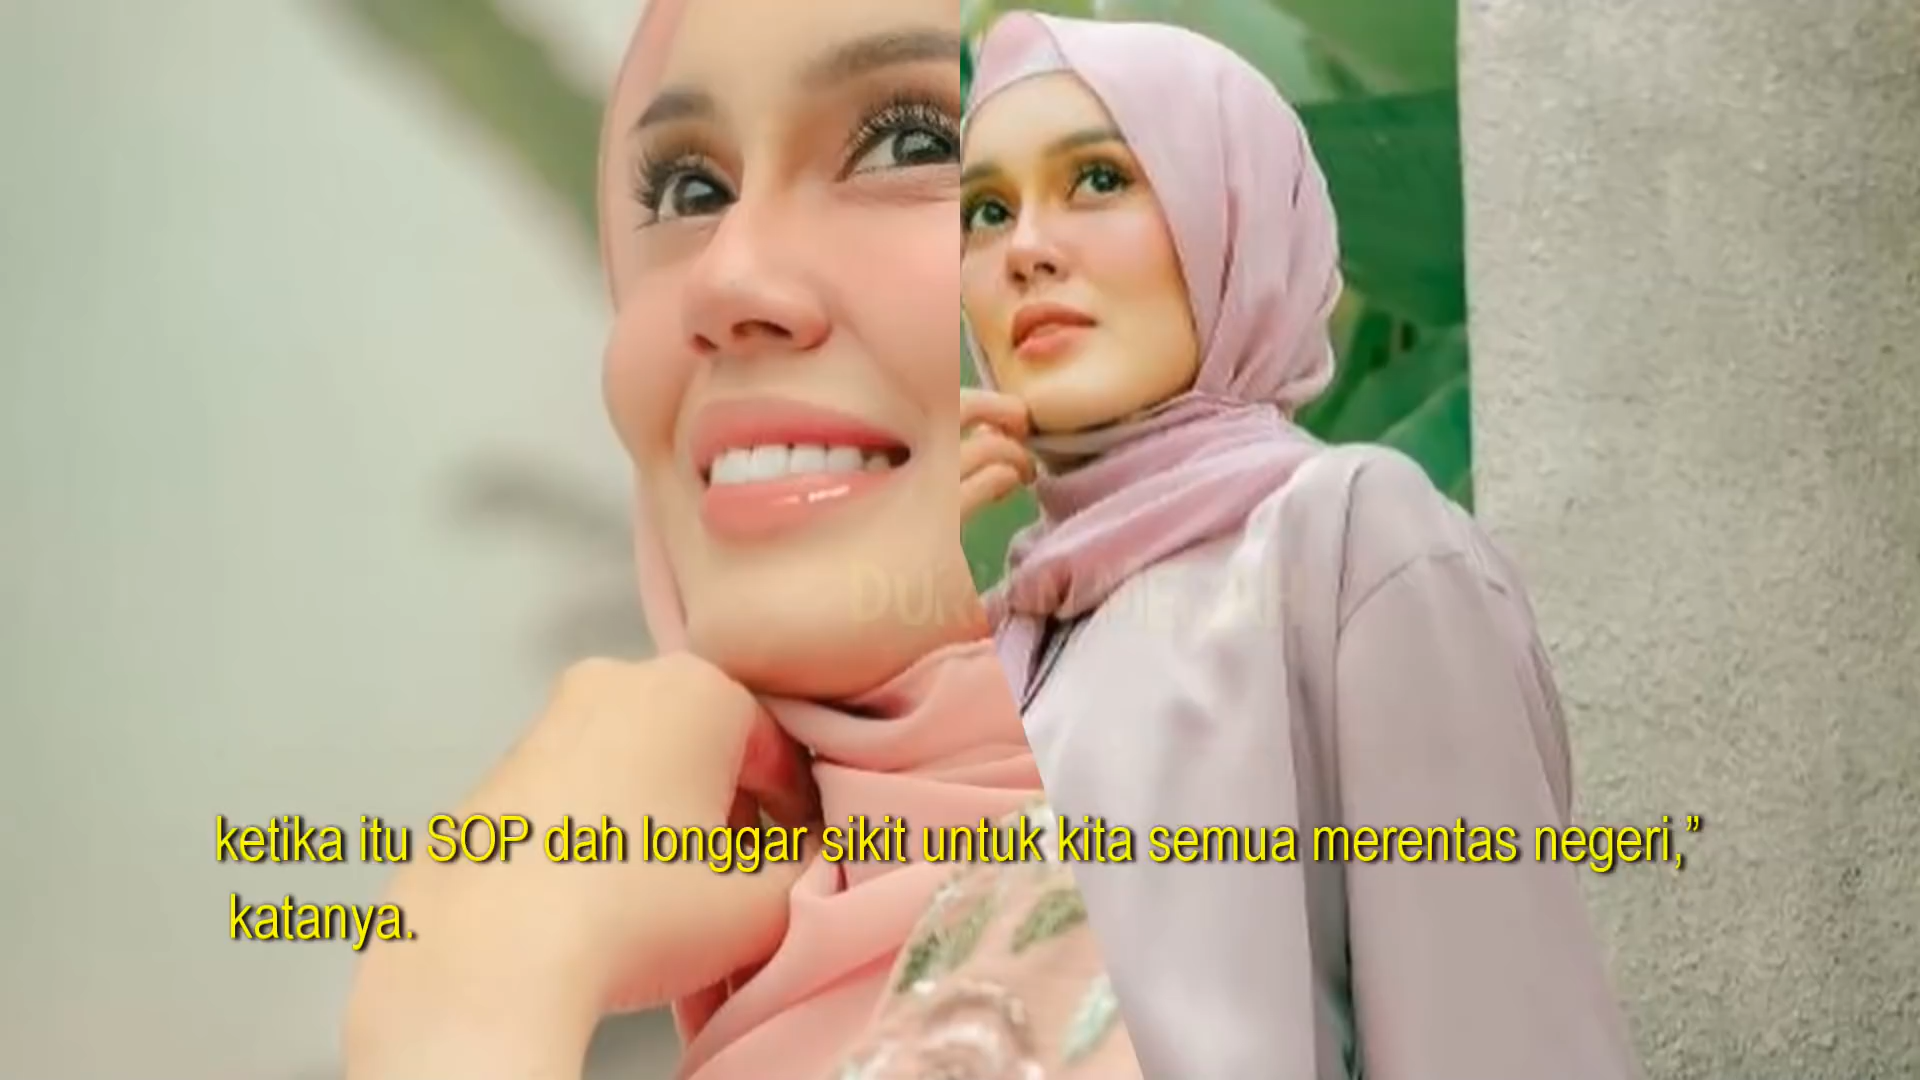 ketika itu SOP dah longgar sikit untuk kita semua merentas negeri,”
katanya.